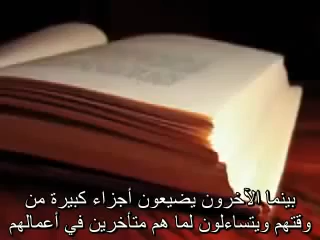 بينما الآخرون يضيعون أجزاء كبيرة من
وقتهم ويتساءلون لما هم متأخرين في أعمالهم